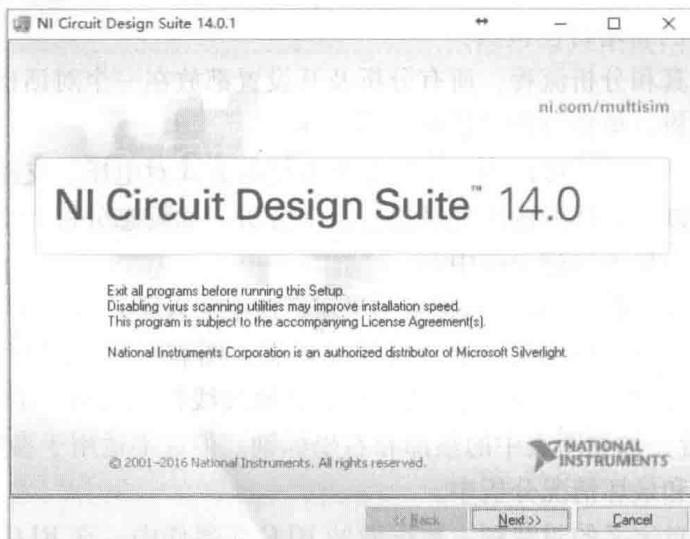 NI Circuit Design Suite 14.0.1
ni.com/multisim
NI Circuit Design Suite™ 14.0
Exit all programs before running this Setup.
Disabling virus scanning utilities may improve installation speed.
This program is subject to the accompanying License Agreement(s).
National Instruments Corporation is an authorized distributor of Microsoft Silverlight.
© 2001–2016 National Instruments. All rights reserved.
NATIONAL
INSTRUMENTS
<< Back
Next >>
Cancel